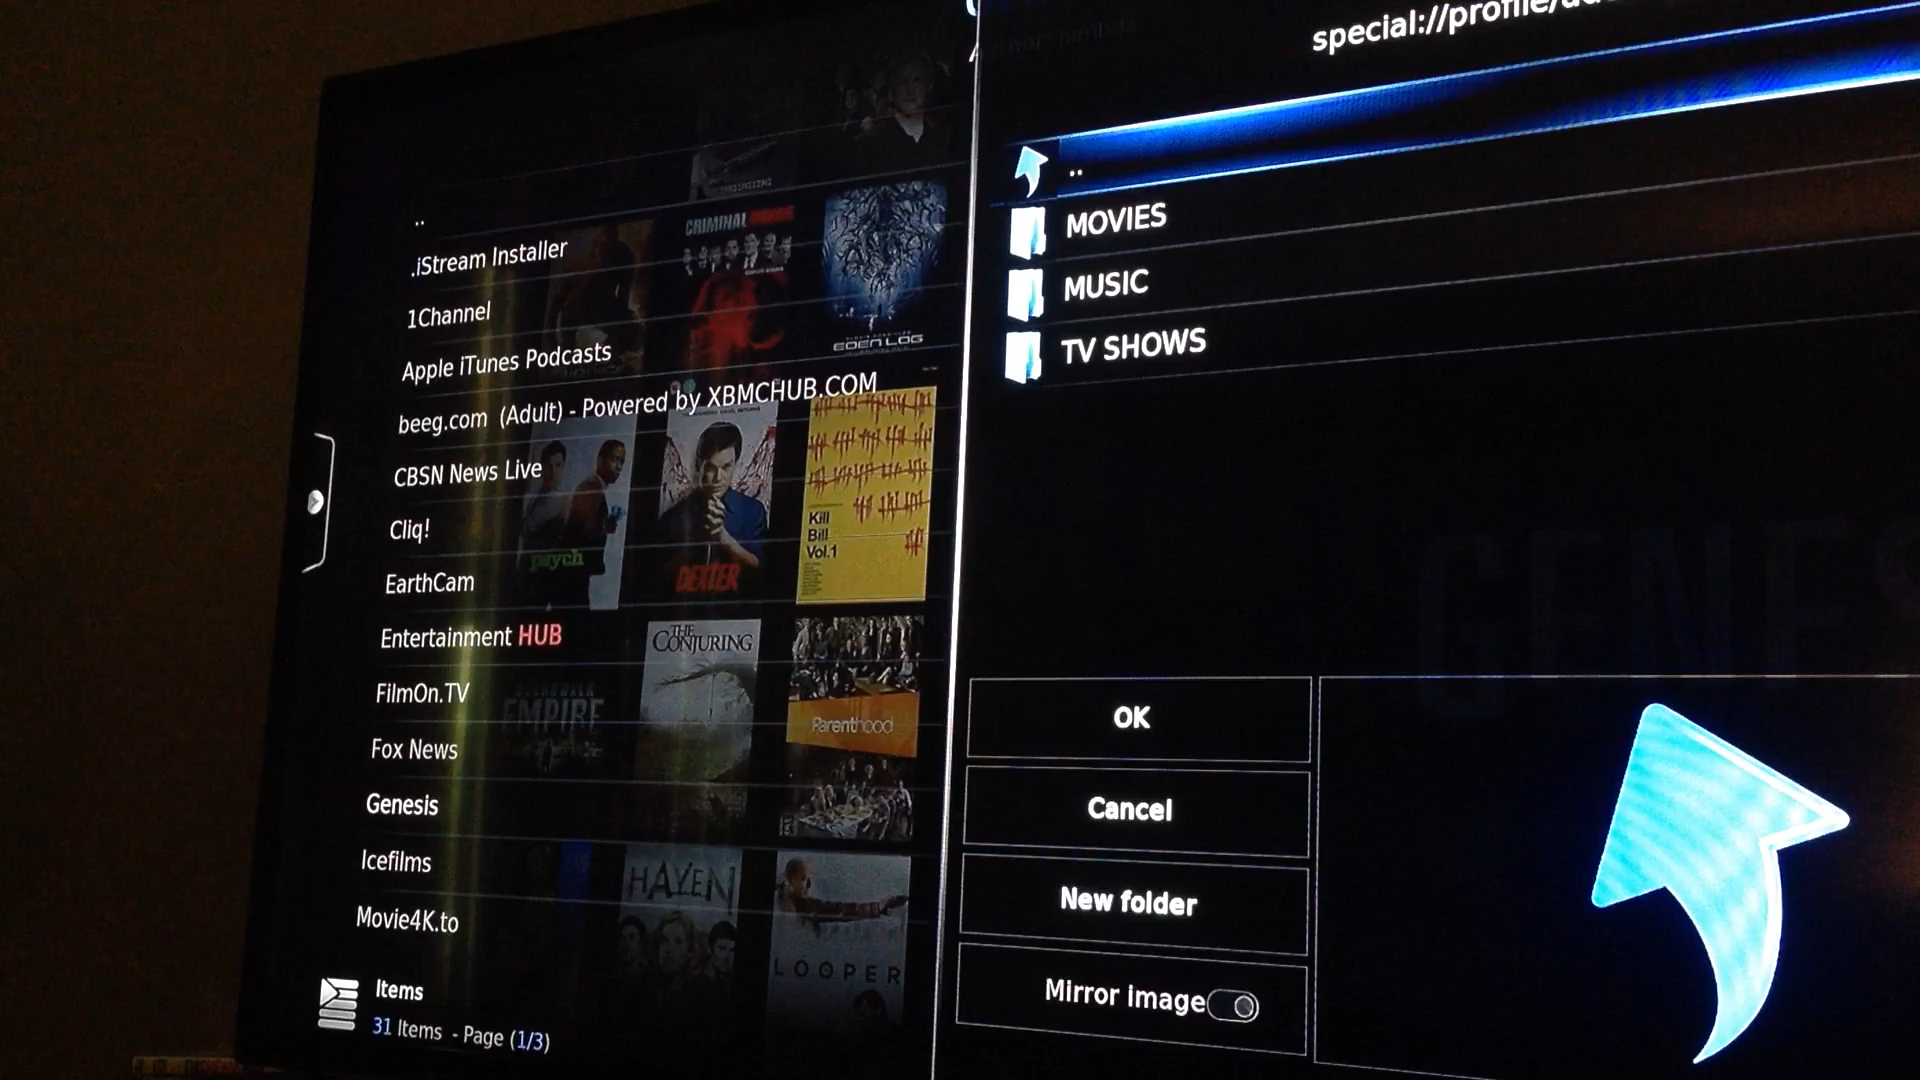 special://profile/
..
.iStream Installer
1Channel
Apple iTunes Podcasts
beeg.com (Adult) - Powered by XBMCHUB.COM
CBSN News Live
Cliq!
EarthCam
Entertainment HUB
FilmOn.TV
Fox News
Genesis
Icefilms
Movie4K.to
Items
31 Items - Page (1/3)
CRIMINAL MINDS
EDEN LOG
psych
DEXTER
Kill
Bill
Vol.1
EMPIRE
THE
CONJURING
Parenthood
HAVEN
LOOPER
..
MOVIES
MUSIC
TV SHOWS
OK
Cancel
New folder
Mirror image